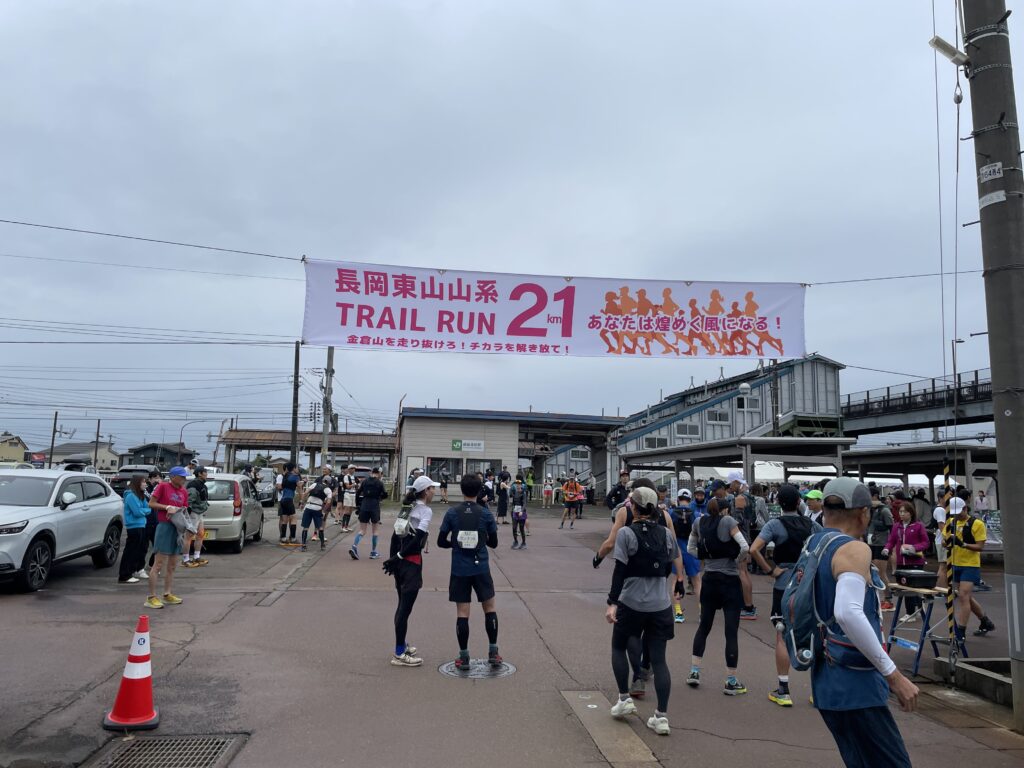 長岡東山山系
TRAIL RUN 21km
金倉山を走り抜けろ!チカラを解き放て!
あなたは煌めく風になる!